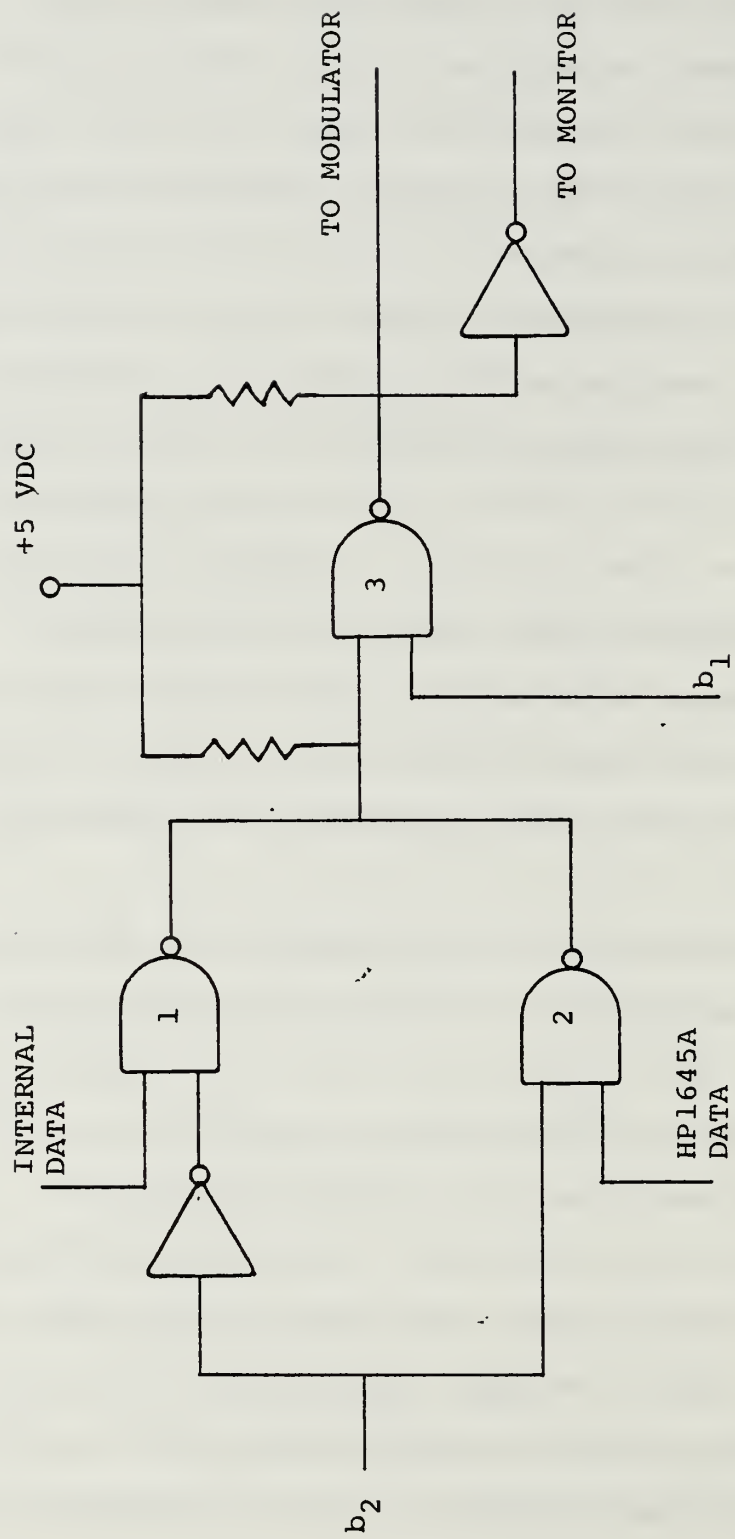 +5 VDC
INTERNAL
DATA
1
TO MODULATOR
3
b2
2
TO MONITOR
HP1645A
DATA
b1